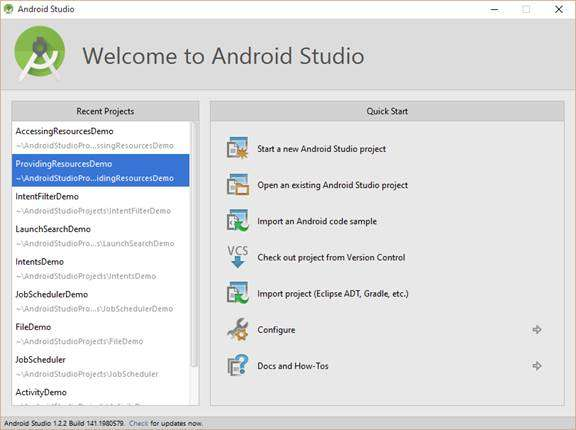 Android Studio
Welcome to Android Studio
Recent Projects
AccessingResourcesDemo
~\AndroidStudioPro...ssingResourcesDemo
ProvidingResourcesDemo
~\AndroidStudioPro...idingResourcesDemo
IntentFilterDemo
~\AndroidStudioProjects\IntentFilterDemo
LaunchSearchDemo
~\AndroidStudioProj...s\LaunchSearchDemo
IntentsDemo
~\AndroidStudioProjects\IntentsDemo
JobSchedulerDemo
~\AndroidStudioProj...s\JobSchedulerDemo
FileDemo
~\AndroidStudioProjects\FileDemo
JobScheduler
~\AndroidStudioProjects\JobScheduler
ActivityDemo
Quick Start
Start a new Android Studio project
Open an existing Android Studio project
Import an Android code sample
VCS
Check out project from Version Control
Import project (Eclipse ADT, Gradle, etc.)
Configure
Docs and How-Tos
Android Studio 1.2.2 Build 141.1980579. Check for updates now.